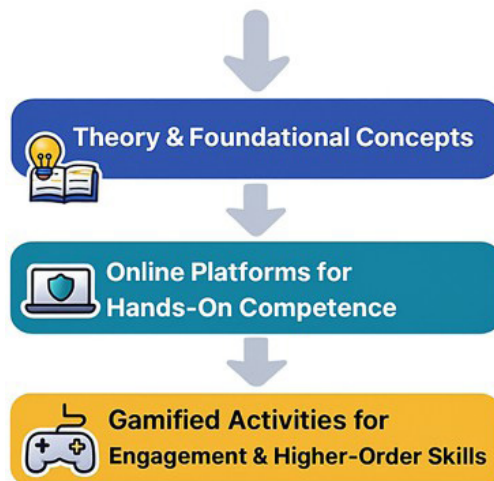 Theory & Foundational Concepts
Online Platforms for
Hands-On Competence
Gamified Activities for
Engagement & Higher-Order Skills